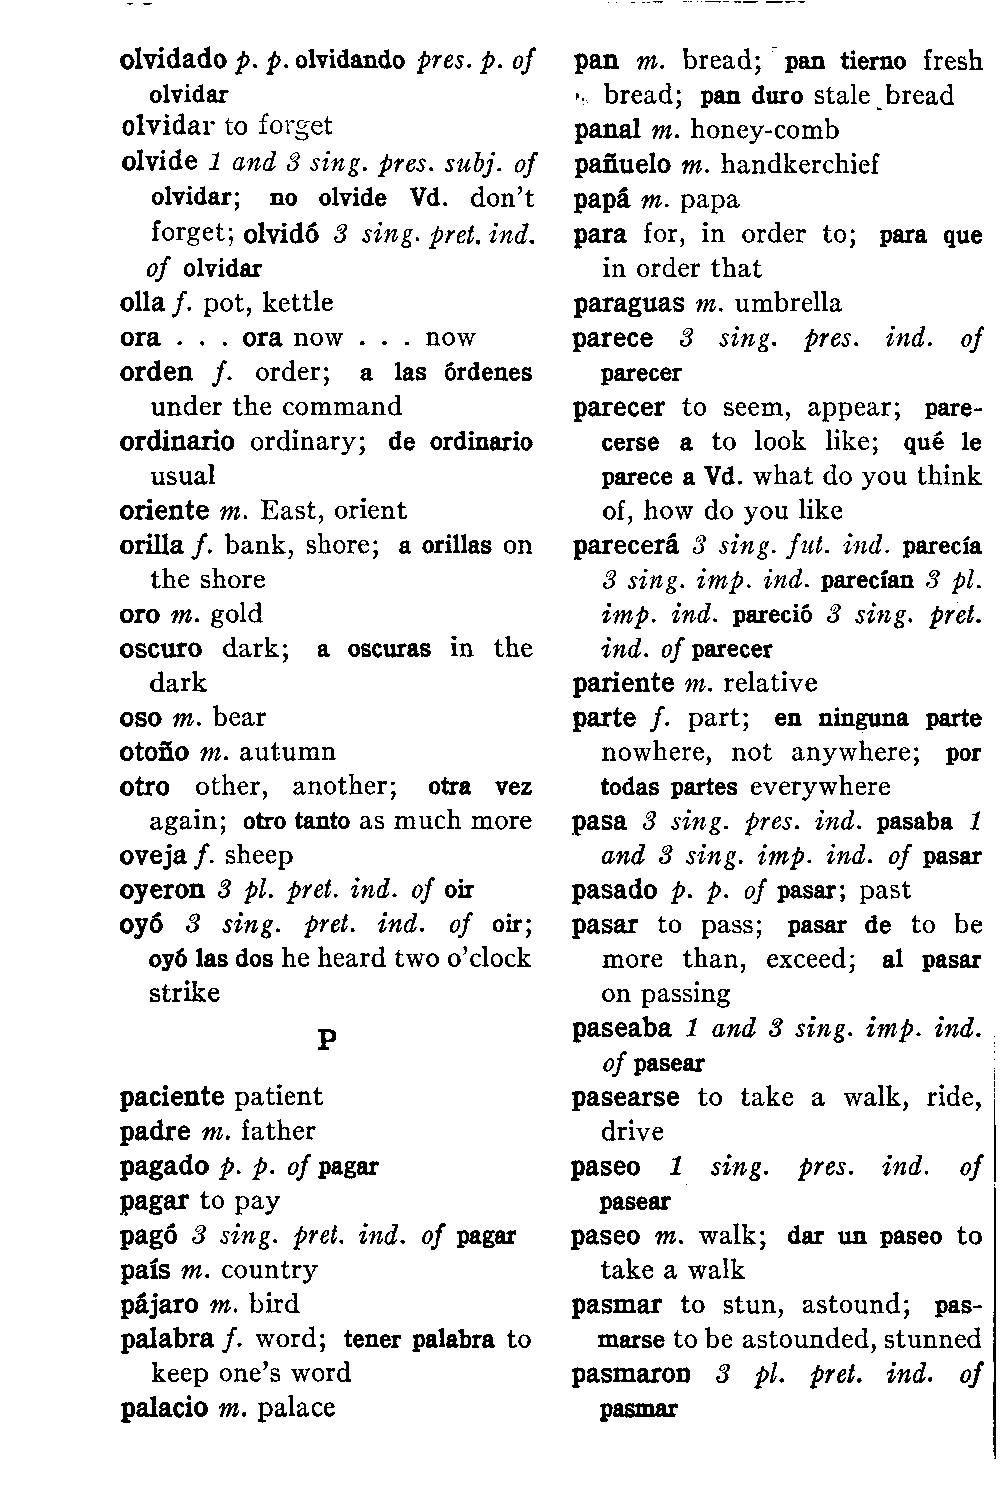 olvidado p. p. olvidando pres. p. of
olvidar
olvidar to forget
olvide 1 and 3 sing. pres. subj. of
olvidar; no olvide Vd. don't
forget; olvidó 3 sing. pret. ind.
of olvidar
olla f. pot, kettle
ora . . . ora now . . . now
orden f. order; a las órdenes
under the command
ordinario ordinary; de ordinario
usual
oriente m. East, orient
orilla f. bank, shore; a orillas on
the shore
oro m. gold
oscuro dark; a oscuras in the
dark
oso m. bear
otoño m. autumn
otro other, another; otra vez
again; otro tanto as much more
oveja f. sheep
oyeron 3 pl. pret. ind. of oir
oyó 3 sing. pret. ind. of oir;
oyó las dos he heard two o'clock
strike
P
paciente patient
padre m. father
pagado p. p. of pagar
pagar to pay
pagó 3 sing. pret. ind. of pagar
país m. country
pájaro m. bird
palabra f. word; tener palabra to
keep one's word
palacio m. palace
pan m. bread; pan tierno fresh
bread; pan duro stale bread
panal m. honey-comb
pañuelo m. handkerchief
papá m. papa
para for, in order to; para que
in order that
paraguas m. umbrella
parece 3 sing. pres. ind. of
parecer
parecer to seem, appear; pare-
cerse a to look like; qué le
parece a Vd. what do you think
of, how do you like
parecerá 3 sing. fut. ind. parecía
3 sing. imp. ind. parecían 3 pl.
imp. ind. pareció 3 sing. pret.
ind. of parecer
pariente m. relative
parte f. part; en ninguna parte
nowhere, not anywhere; por
todas partes everywhere
pasa 3 sing. pres. ind. pasaba 1
and 3 sing. imp. ind. of pasar
pasado p. p. of pasar; past
pasar to pass; pasar de to be
more than, exceed; al pasar
on passing
paseaba 1 and 3 sing. imp. ind.
of pasear
pasearse to take a walk, ride,
drive
paseo 1 sing. pres. ind. of
pasear
paseo m. walk; dar un paseo to
take a walk
pasmar to stun, astound; pas-
marse to be astounded, stunned
pasmaron 3 pl. pret. ind. of
pasmar